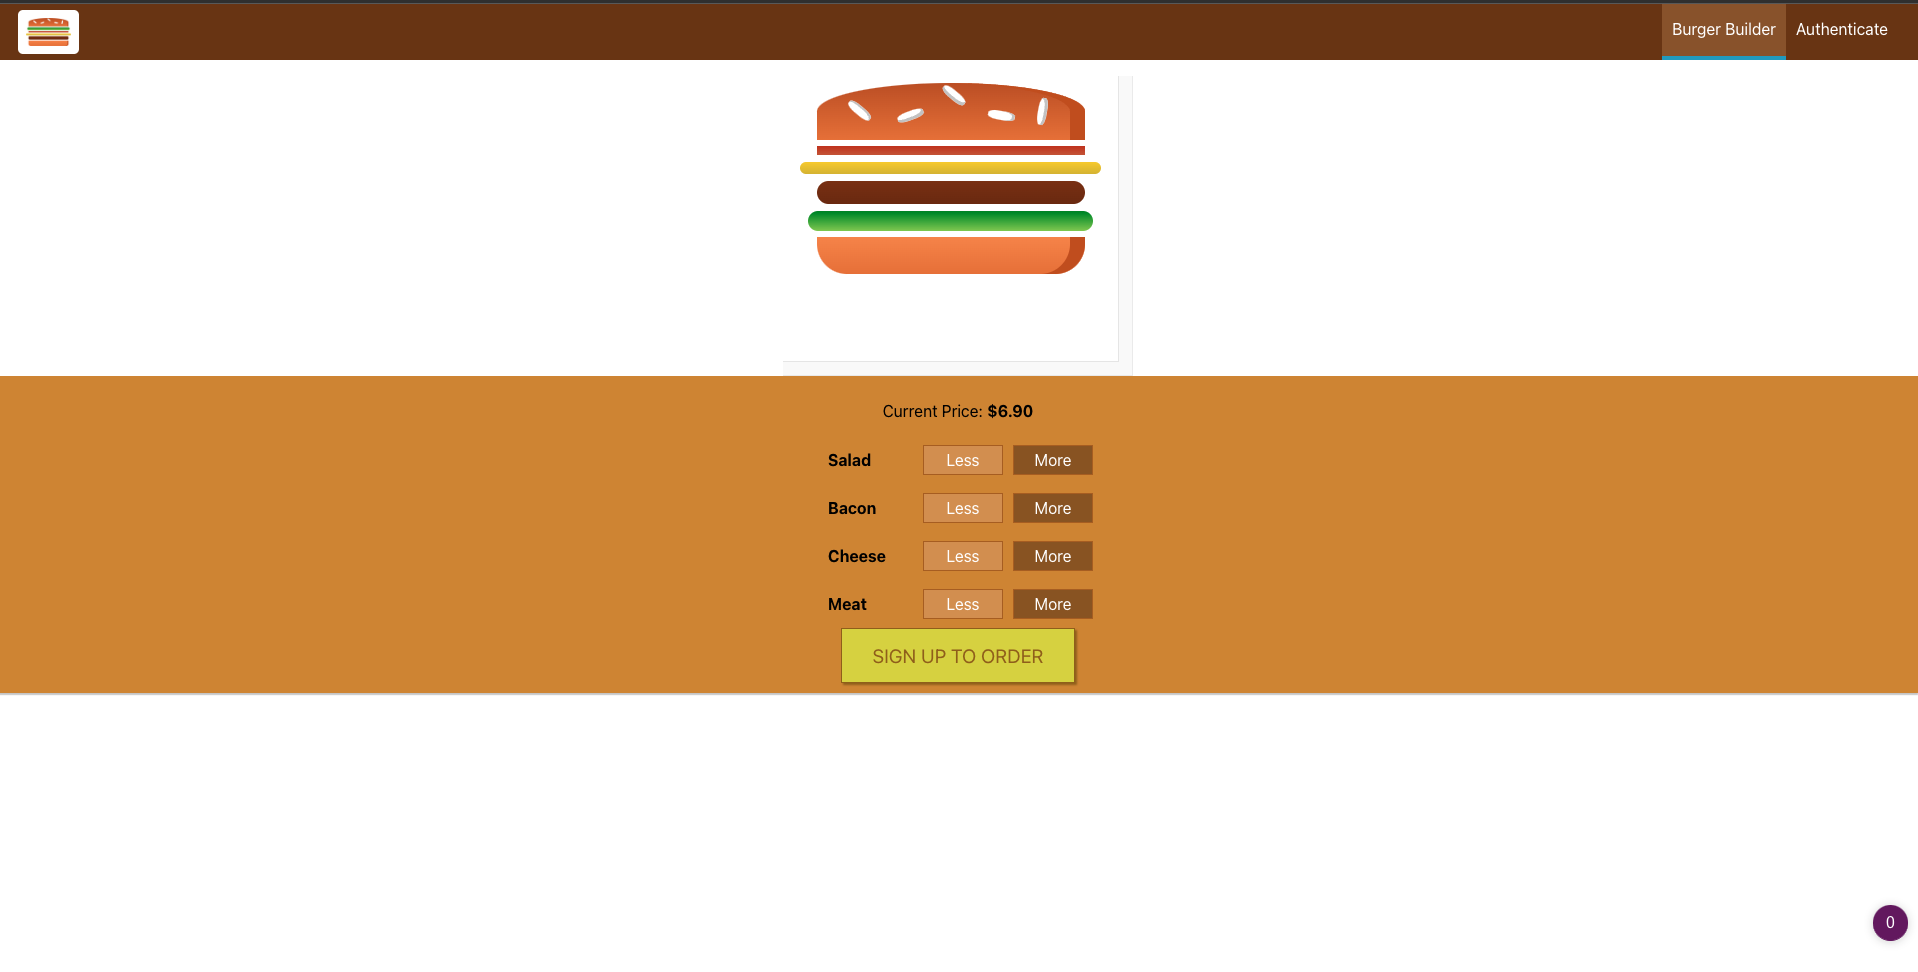 Burger Builder Authenticate
Current Price: $6.90
Salad Less More
Bacon Less More
Cheese Less More
Meat Less More
SIGN UP TO ORDER
0